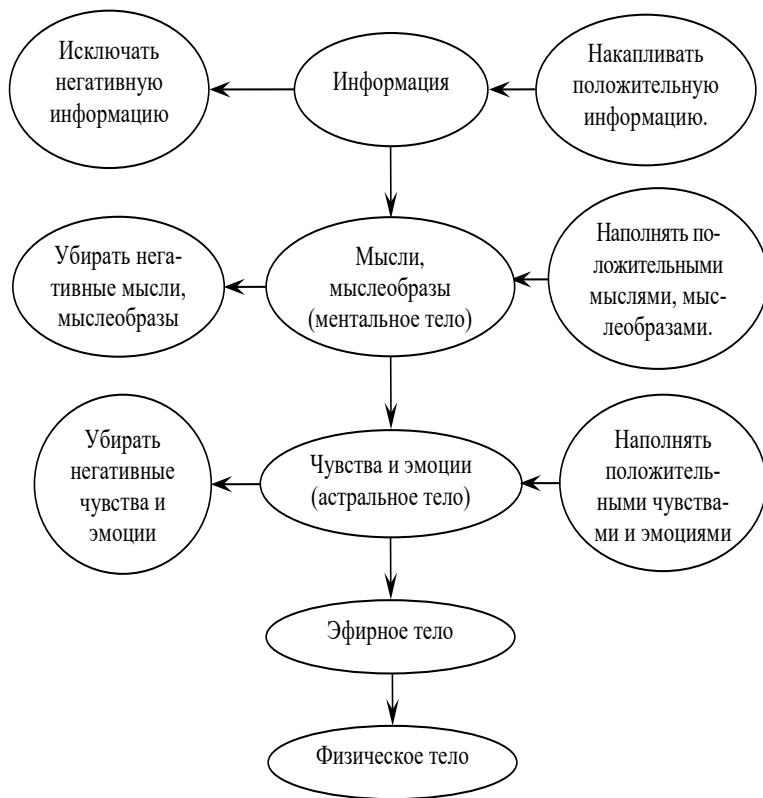 Исключать
негативную
информацию
Информация
Накапливать
положительную
информацию.
Убирать нега-
тивные мысли,
мыслеобразы
Мысли,
мыслеобразы
(ментальное тело)
Наполнять по-
ложительными
мыслями, мыс-
леобразами.
Убирать
негативные
чувства и
эмоции
Чувства и эмоции
(астральное тело)
Наполнять
положитель-
ными чувства-
ми и эмоциями
Эфирное тело
Физическое тело